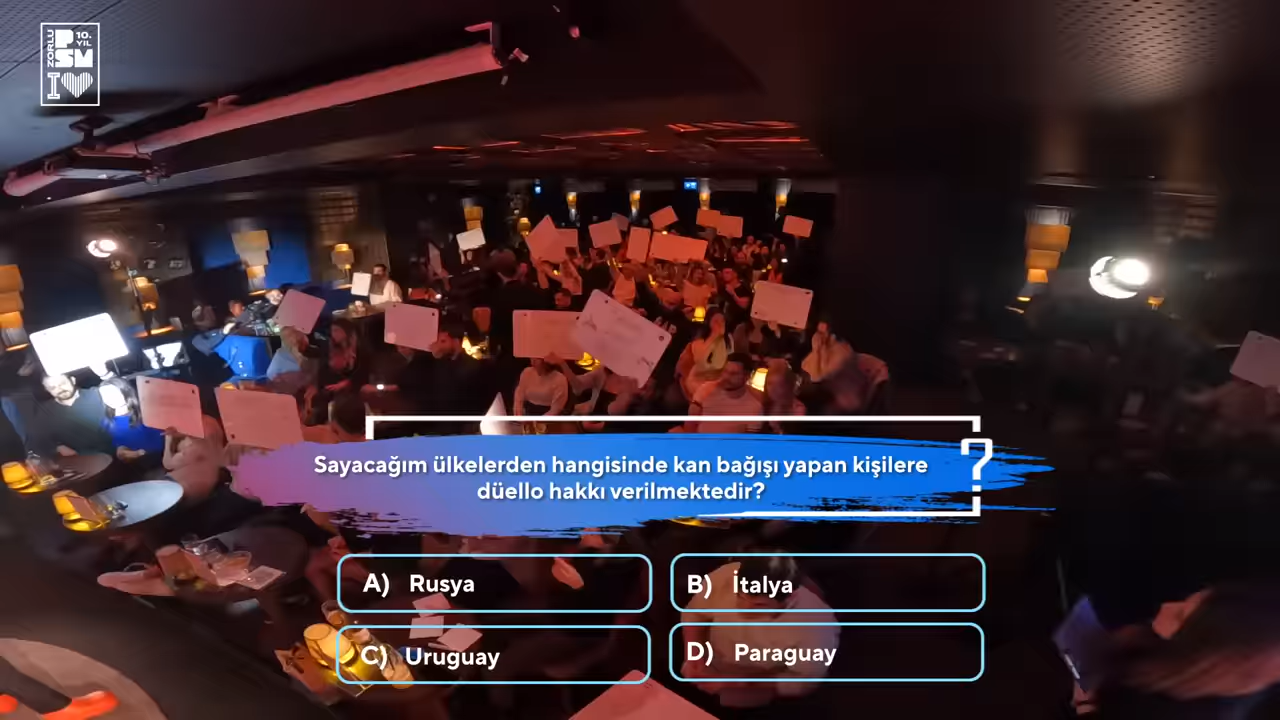 ZORLU
PSM
10.
YIL
I
Sayacağım ülkelerden hangisinde kan bağışı yapan kişilere
düello hakkı verilmektedir?
?
A) Rusya
B) İtalya
C) Uruguay
D) Paraguay